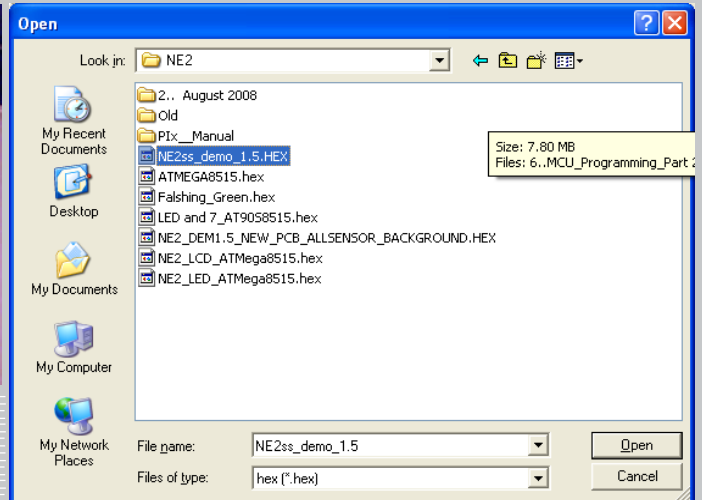 Open
Look in:
NE2
My Recent
Documents
Desktop
My Documents
My Computer
My Network
Places
2.. August 2008
Old
PIx__Manual
NE2ss_demo_1.5.HEX
ATMEGA8515.hex
Falshing_Green.hex
LED and 7_AT90S8515.hex
NE2_DEM1.5_NEW_PCB_ALLSENSOR_BACKGROUND.HEX
NE2_LCD_ATMega8515.hex
NE2_LED_ATMega8515.hex
Size: 7.80 MB
Files: 6..MCU_Programming_Part 2
File name:
NE2ss_demo_1.5
Open
Files of type:
hex (*.hex)
Cancel